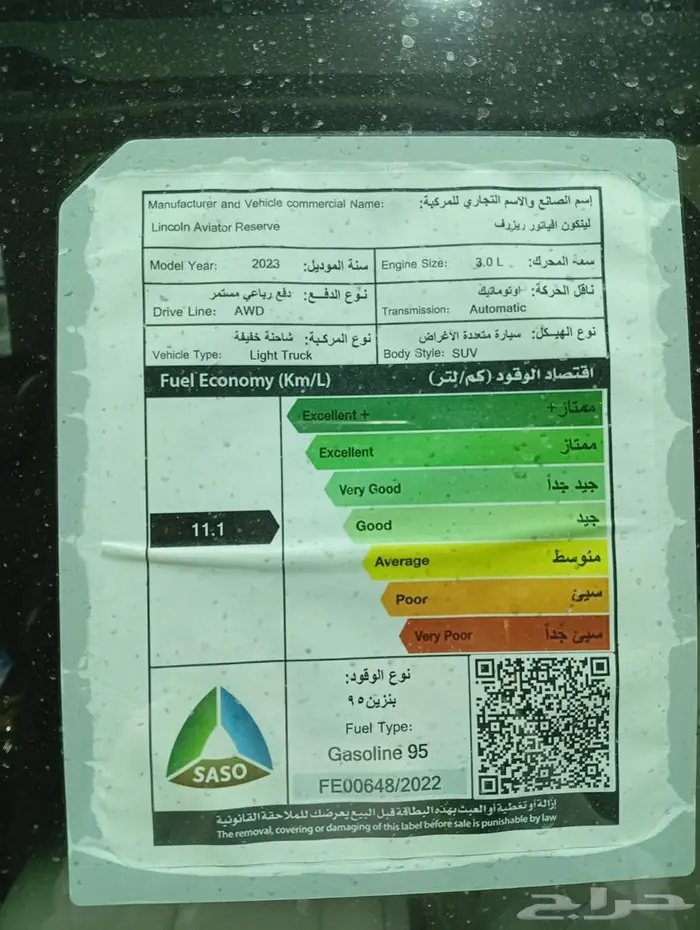 Manufacturer and Vehicle commercial Name: إسم الصانع والاسم التجاري للمركبة:
Lincoln Aviator Reserve لينكون افياتور ريزرف
Model Year: 2023 سنة الموديل:
Engine Size: 3.0 L سعة المحرك:
نوع الدفع: دفع رباعي مستمر
Drive Line: AWD
ناقل الحركة: اوتوماتيك
Transmission: Automatic
نوع المركبة: شاحنة خفيفة
Vehicle Type: Light Truck
نوع الهيكل: سيارة متعددة الأغراض
Body Style: SUV
Fuel Economy (Km/L) اقتصاد الوقود (كم/لتر)
Excellent + ممتاز+
Excellent ممتاز
Very Good جيد جداً
11.1
Good جيد
Average متوسط
Poor سيئ
Very Poor سيئ جداً
SASO
نوع الوقود:
بنزين ٩٥
Fuel Type:
Gasoline 95
FE00648/2022
إزالة أو تغطية أو العبث بهذه البطاقة قبل البيع يعرضك للملاحقة القانونية
The removal, covering or damaging of this label before sale is punishable by law
حراج